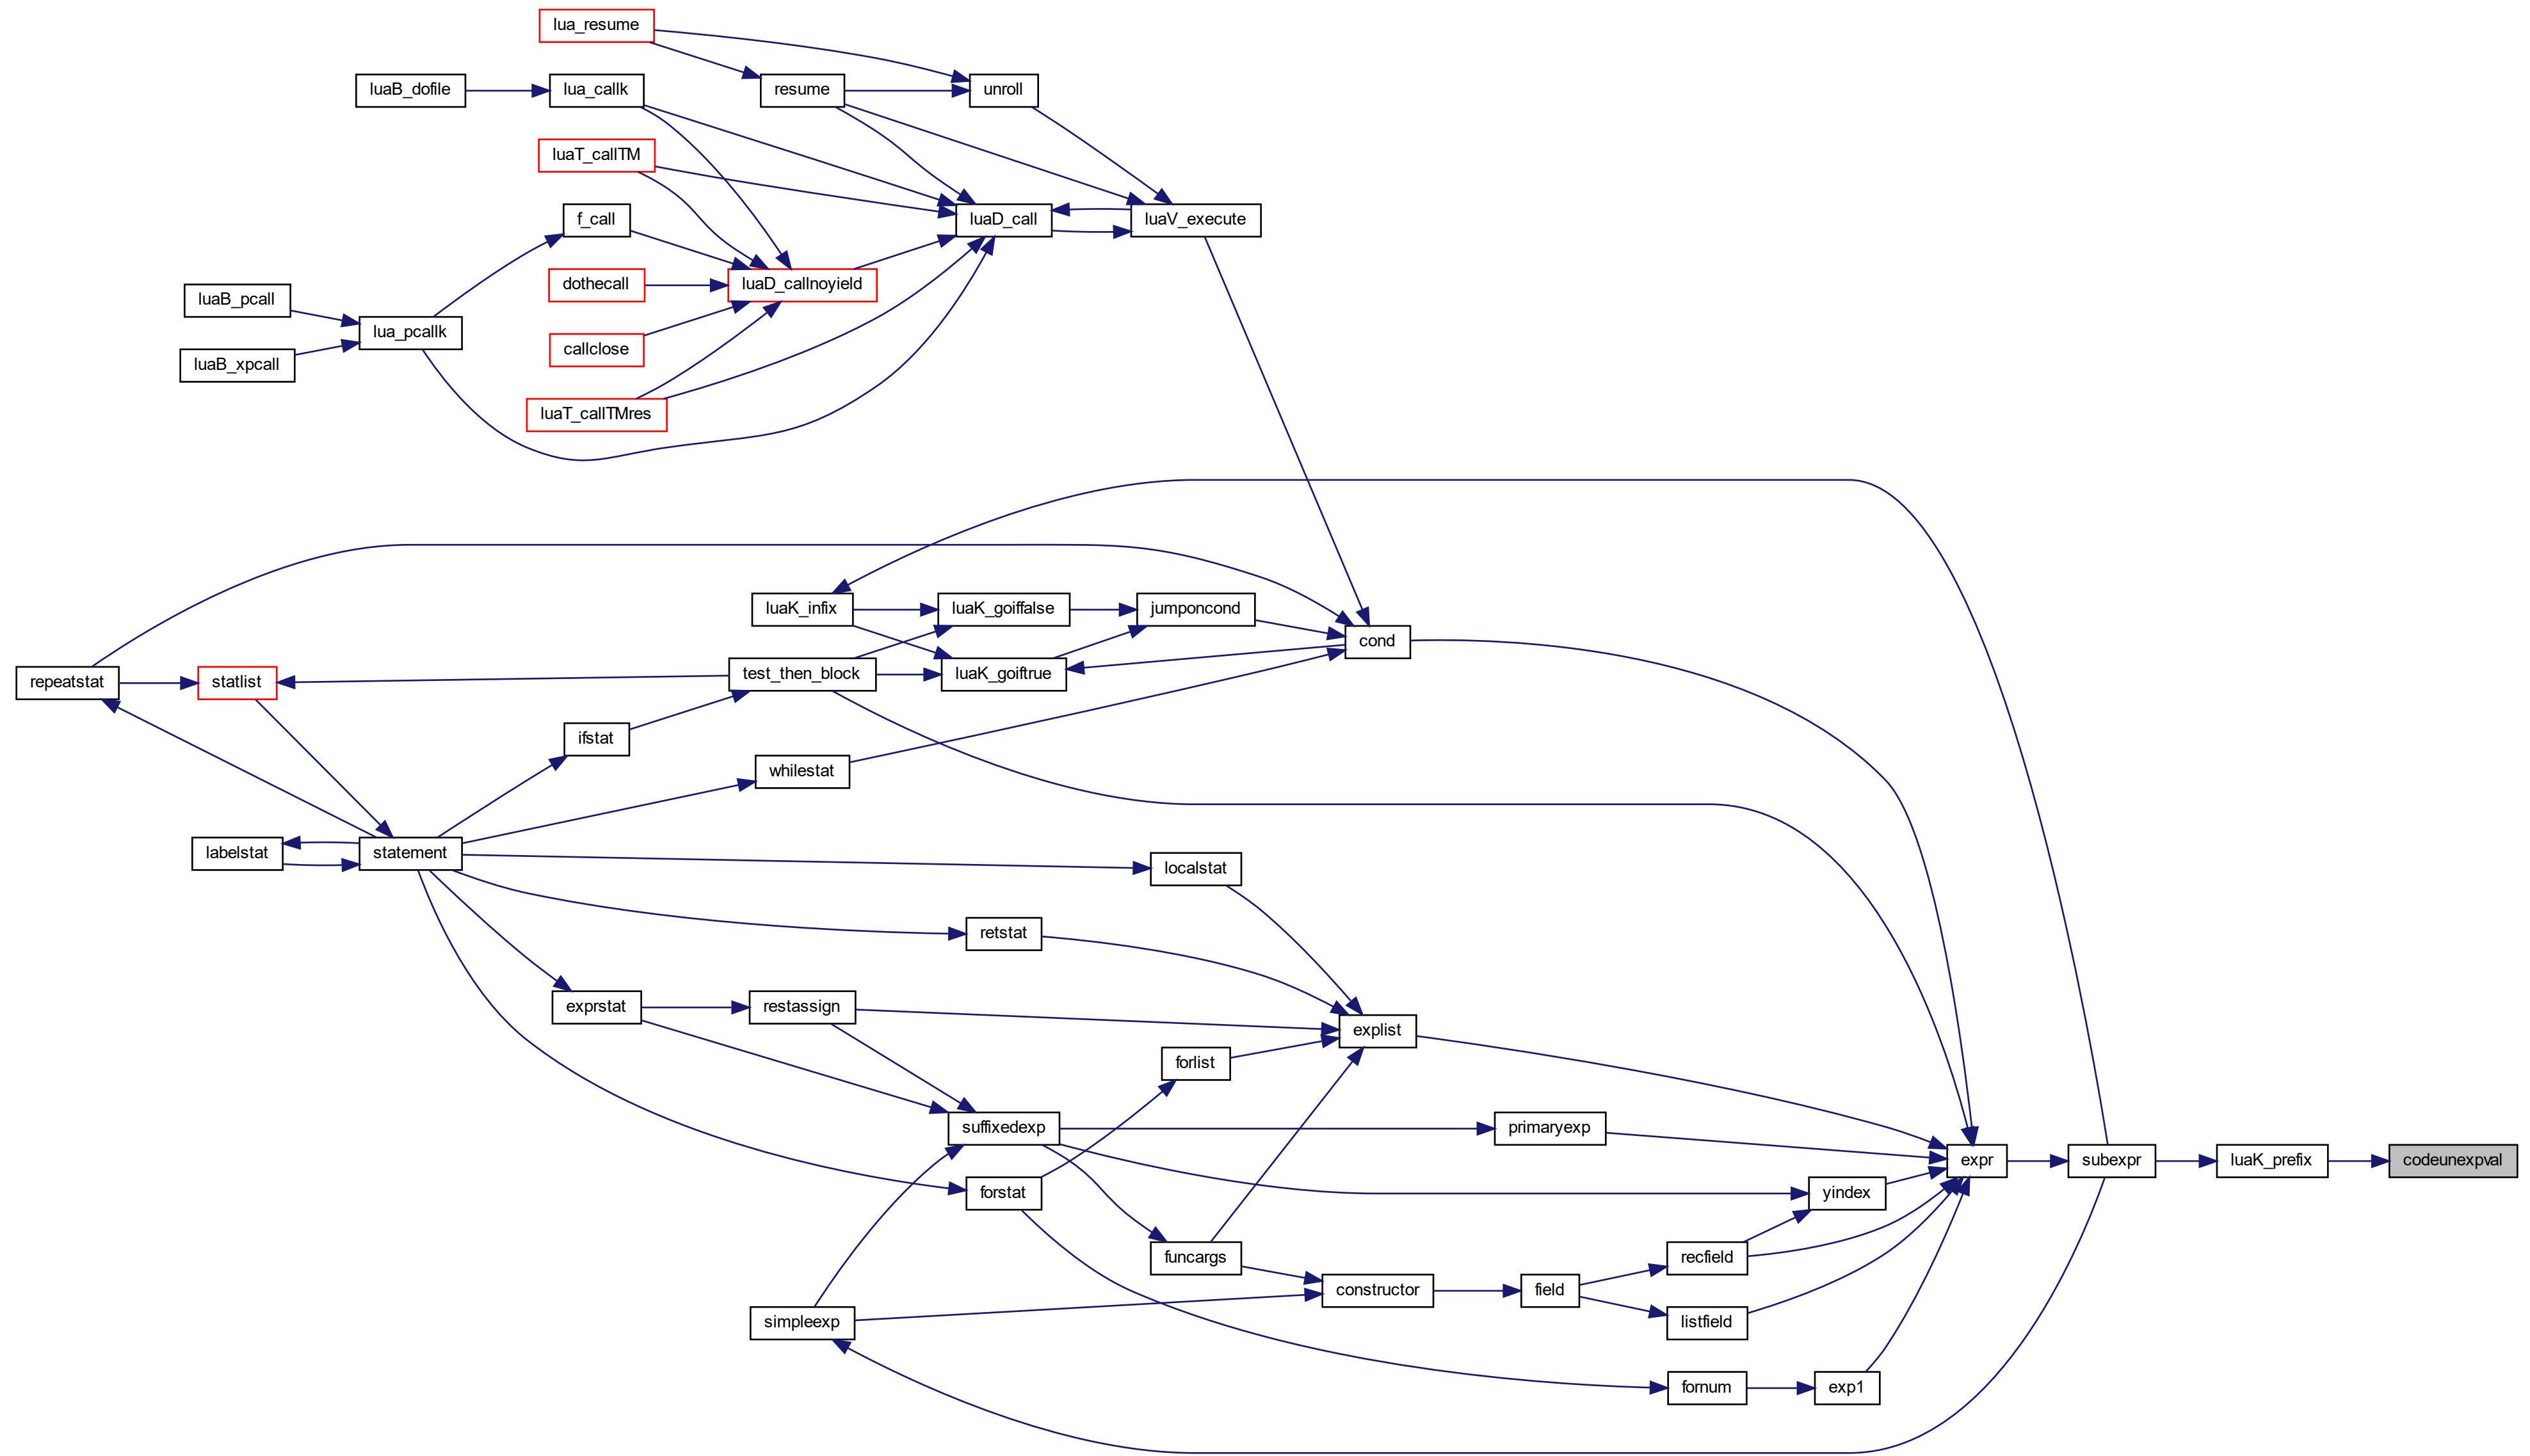 lua_resume
luaB_dofile
lua_callk
resume
unroll
luaT_callTM
f_call
luaD_call
luaV_execute
luaB_pcall
dothecall
luaD_callnoyield
lua_pcallk
callclose
luaB_xpcall
luaT_callTMres
luaK_infix
luaK_goiffalse
jumponcond
cond
repeatstat
statlist
test_then_block
luaK_goiftrue
ifstat
whilestat
labelstat
statement
localstat
retstat
exprstat
restassign
explist
forlist
suffixedexp
primaryexp
expr
subexpr
luaK_prefix
codeunexpval
forstat
yindex
funcargs
recfield
constructor
field
simpleexp
listfield
fornum
exp1